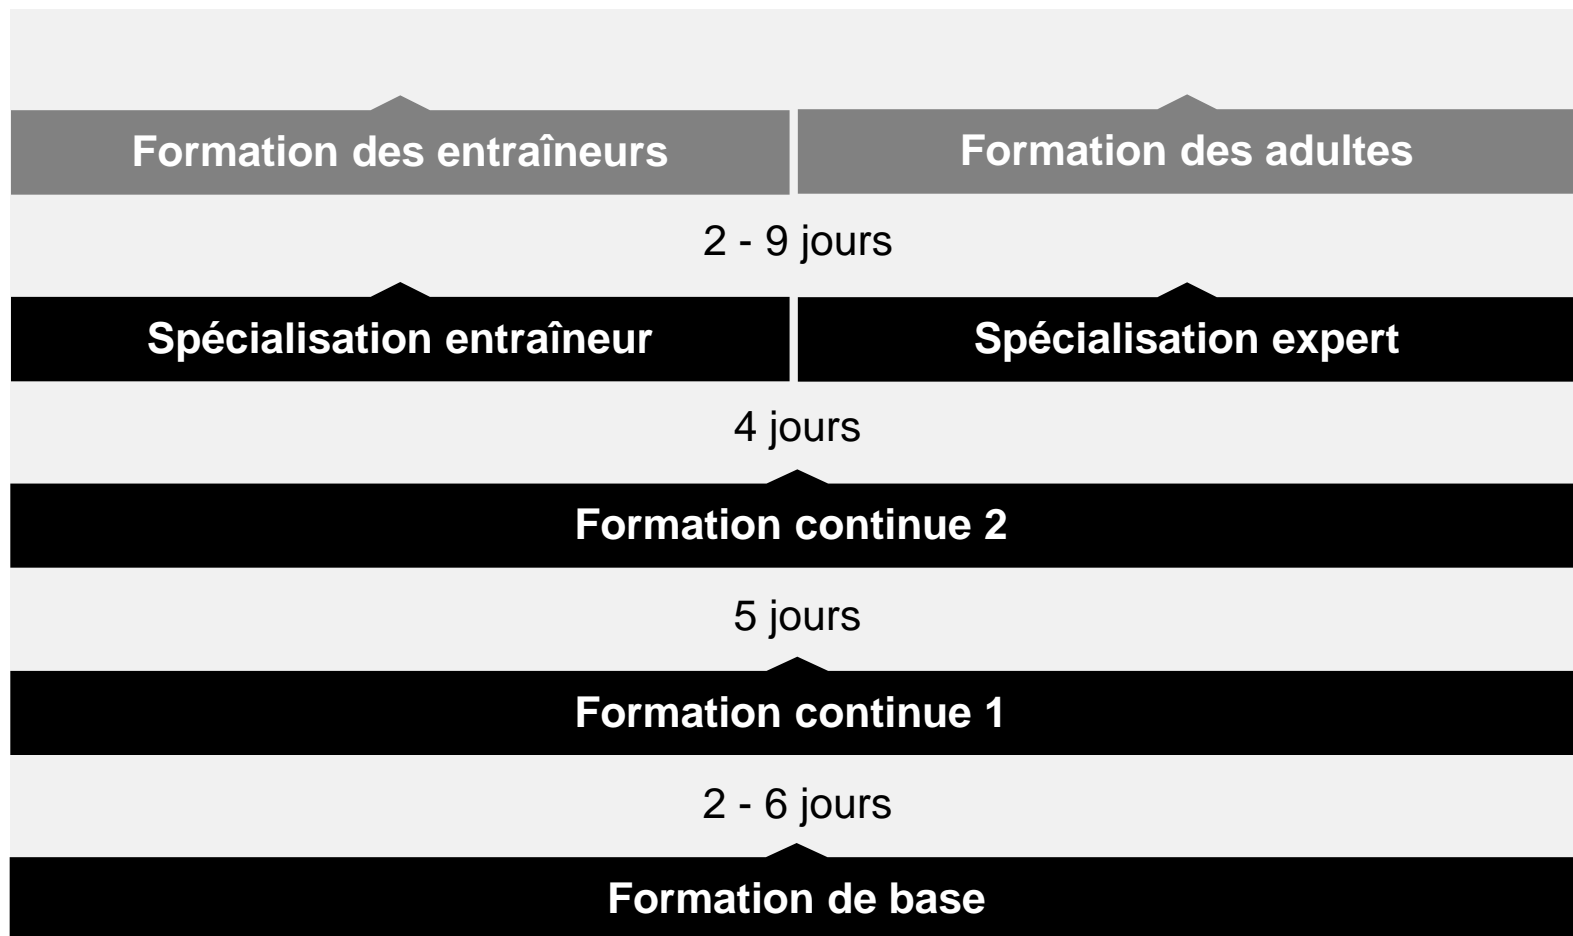 Formation des entraîneurs
Formation des adultes
2 - 9 jours
Spécialisation entraîneur
Spécialisation expert
4 jours
Formation continue 2
5 jours
Formation continue 1
2 - 6 jours
Formation de base